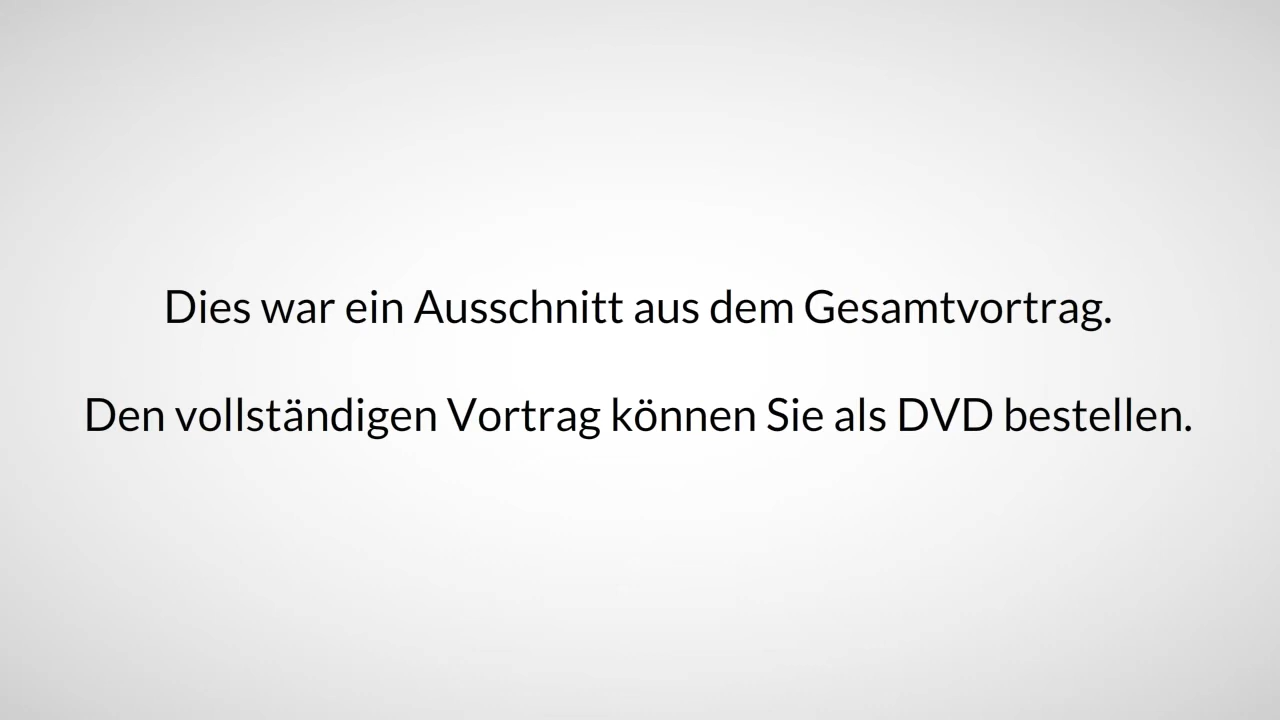 Dies war ein Ausschnitt aus dem Gesamtvortrag.
Den vollständigen Vortrag können Sie als DVD bestellen.